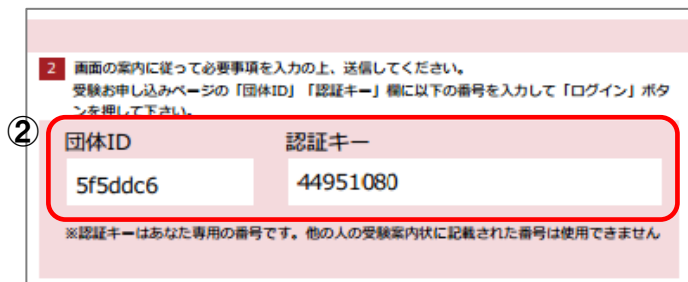 2 画面の案内に従って必要事項を入力の上、送信してください。
受験お申し込みページの「団体ID」「認証キー」欄に以下の番号を入力して「ログイン」ボタ
ンを押して下さい。
②
団体ID 認証キー
5f5ddc6 44951080
※認証キーはあなた専用の番号です。他の人の受験案内状に記載された番号は使用できません